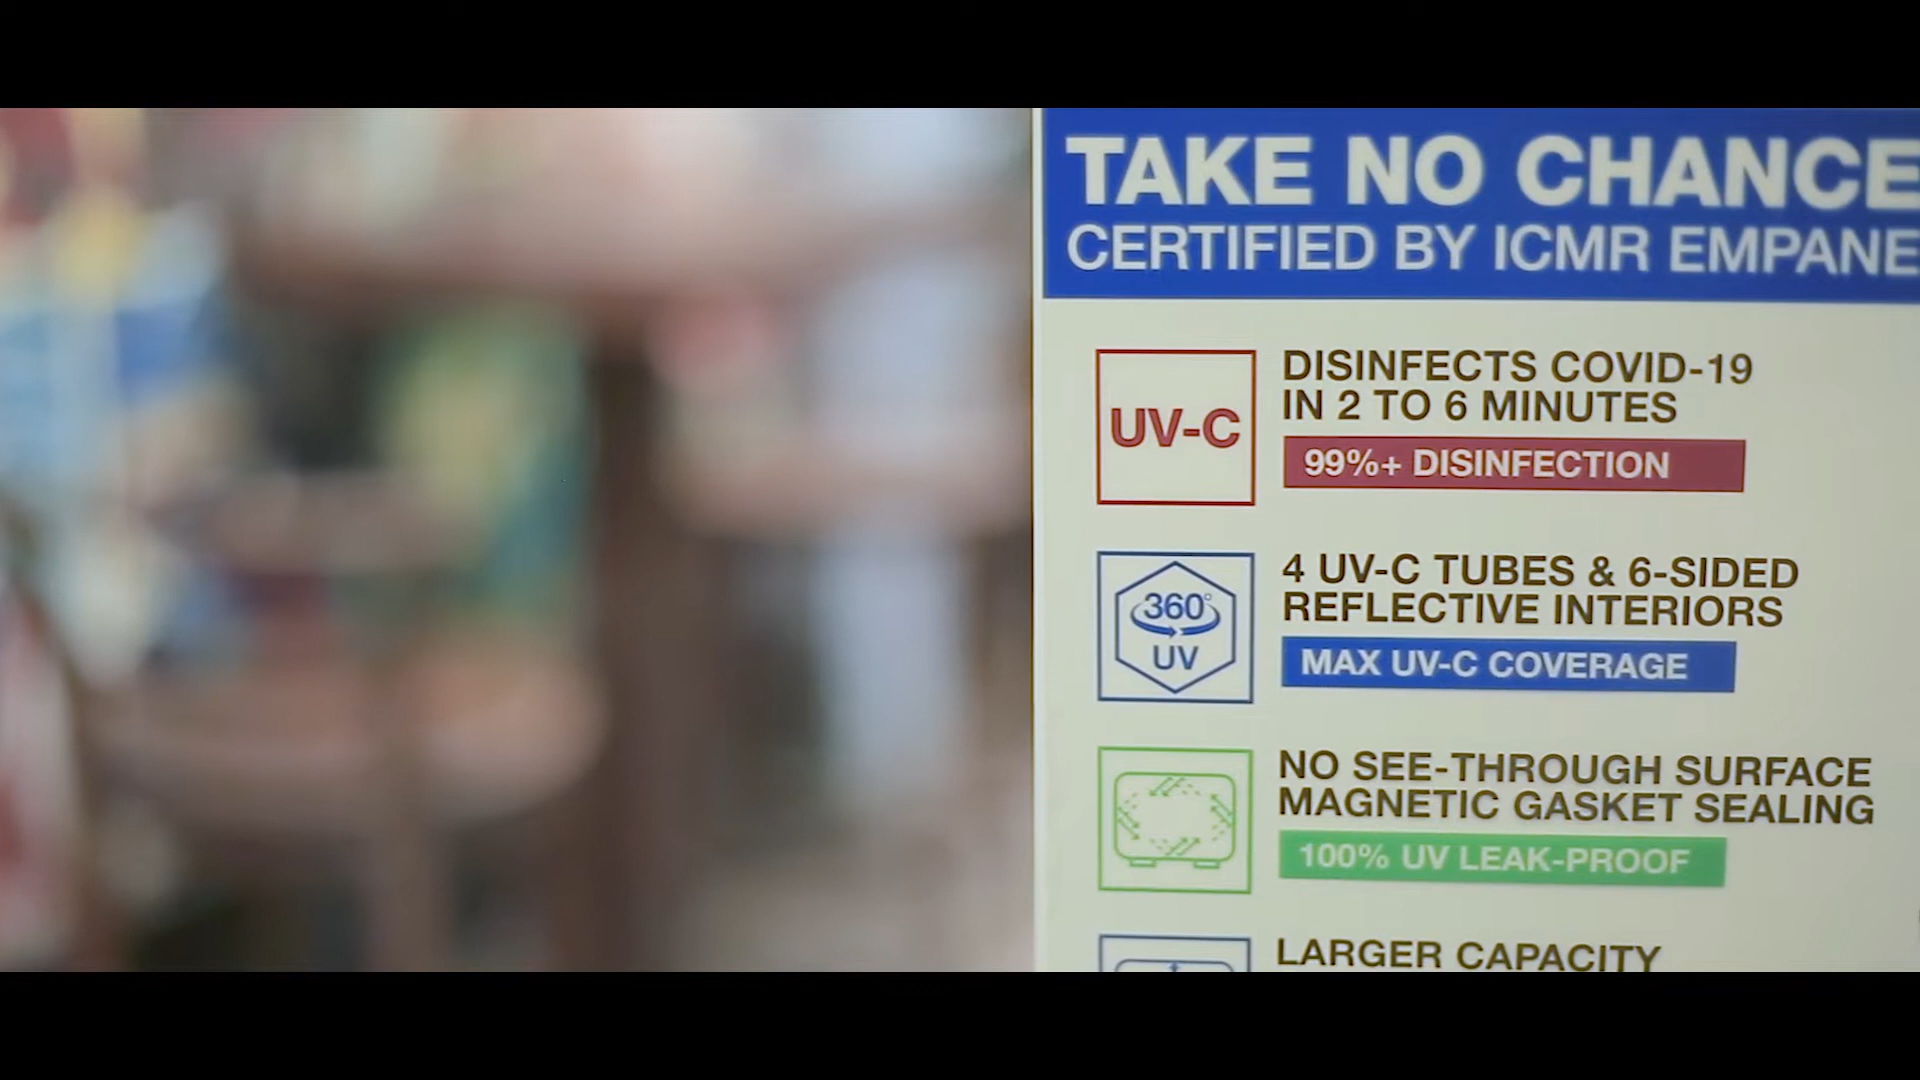 TAKE NO CHANCE
CERTIFIED BY ICMR EMPANE
UV-C
DISINFECTS COVID-19
IN 2 TO 6 MINUTES
99%+ DISINFECTION
360°
UV
4 UV-C TUBES & 6-SIDED
REFLECTIVE INTERIORS
MAX UV-C COVERAGE
NO SEE-THROUGH SURFACE
MAGNETIC GASKET SEALING
100% UV LEAK-PROOF
LARGER CAPACITY